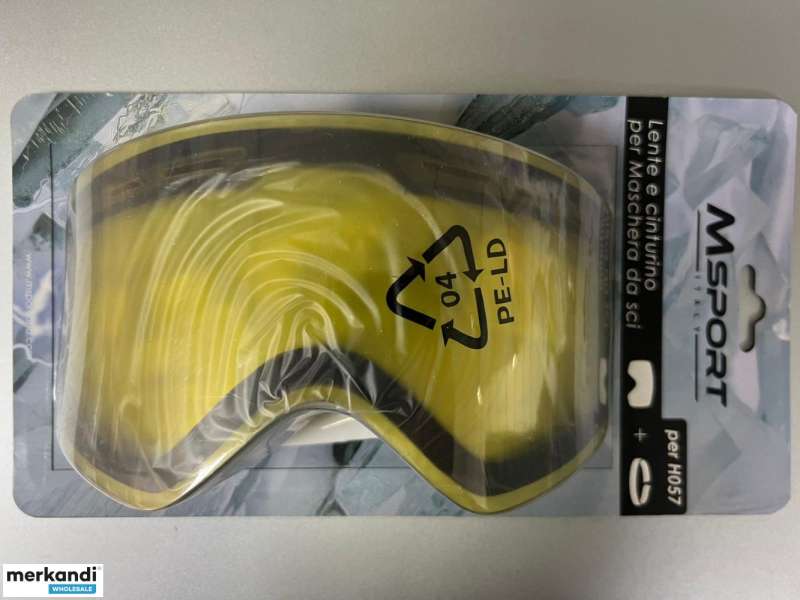 MSPORT
ITALY
Lente e cinturino
per Maschera da sci
+
per H057
04
PE-LD
merkandi
WHOLESALE